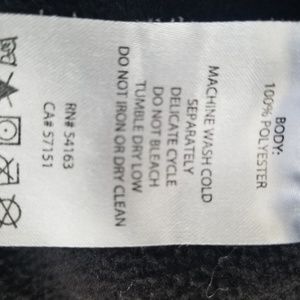 BODY:
100% POLYESTER
MACHINE WASH COLD
SEPARATELY
DELICATE CYCLE
DO NOT BLEACH
TUMBLE DRY LOW
DO NOT IRON OR DRY CLEAN
RN# 54163
CA# 57151